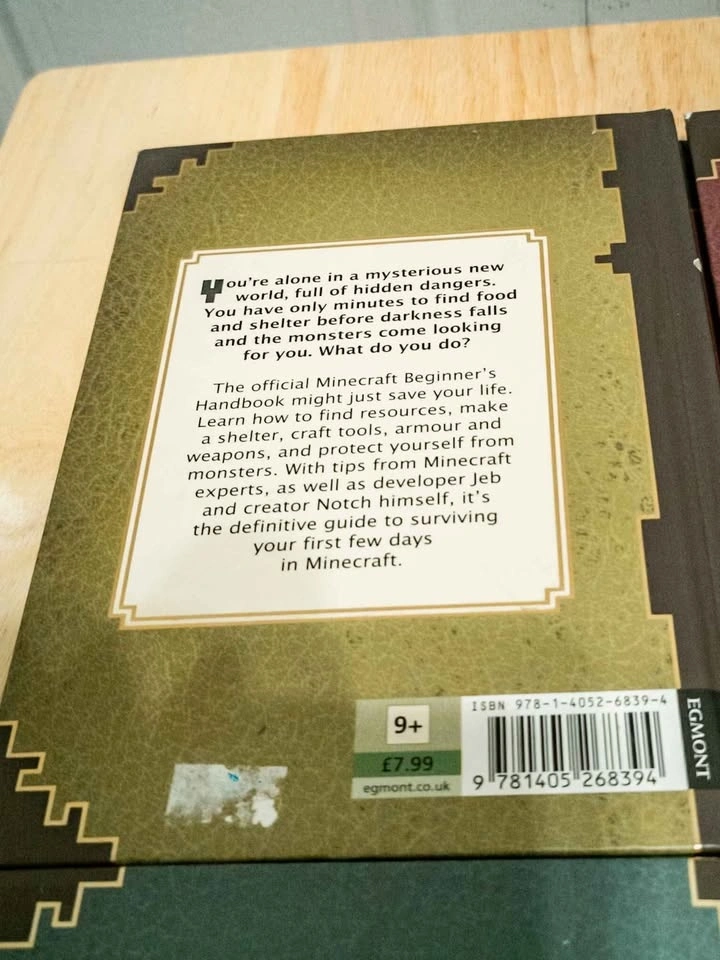 You're alone in a mysterious new
world, full of hidden dangers.
You have only minutes to find food
and shelter before darkness falls
and the monsters come looking
for you. What do you do?
The official Minecraft Beginner's
Handbook might just save your life.
Learn how to find resources, make
a shelter, craft tools, armour and
weapons, and protect yourself from
monsters. With tips from Minecraft
experts, as well as developer Jeb
and creator Notch himself, it's
the definitive guide to surviving
your first few days
in Minecraft.
9+
£7.99
egmont.co.uk
ISBN 978-1-4052-6839-4
9 781405 268394
EGMONT